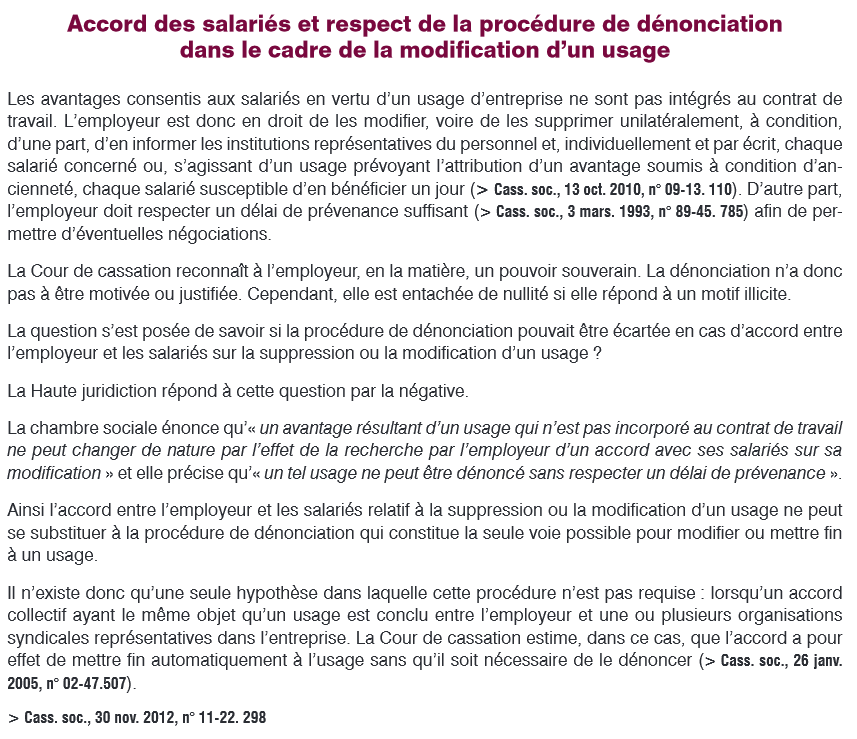 Accord des salariés et respect de la procédure de dénonciation
dans le cadre de la modification d’un usage
Les avantages consentis aux salariés en vertu d’un usage d’entreprise ne sont pas intégrés au contrat de
travail. L’employeur est donc en droit de les modifier, voire de les supprimer unilatéralement, à condition,
d’une part, d’en informer les institutions représentatives du personnel et, individuellement et par écrit, chaque
salarié concerné ou, s’agissant d’un usage prévoyant l’attribution d’un avantage soumis à condition d’an-
cienneté, chaque salarié susceptible d’en bénéficier un jour (> Cass. soc., 13 oct. 2010, n° 09-13. 110). D’autre part,
l’employeur doit respecter un délai de prévenance suffisant (> Cass. soc., 3 mars. 1993, n° 89-45. 785) afin de per-
mettre d’éventuelles négociations.
La Cour de cassation reconnaît à l’employeur, en la matière, un pouvoir souverain. La dénonciation n’a donc
pas à être motivée ou justifiée. Cependant, elle est entachée de nullité si elle répond à un motif illicite.
La question s’est posée de savoir si la procédure de dénonciation pouvait être écartée en cas d’accord entre
l’employeur et les salariés sur la suppression ou la modification d’un usage ?
La Haute juridiction répond à cette question par la négative.
La chambre sociale énonce qu’« un avantage résultant d’un usage qui n’est pas incorporé au contrat de travail
ne peut changer de nature par l’effet de la recherche par l’employeur d’un accord avec ses salariés sur sa
modification » et elle précise qu’« un tel usage ne peut être dénoncé sans respecter un délai de prévenance ».
Ainsi l’accord entre l’employeur et les salariés relatif à la suppression ou la modification d’un usage ne peut
se substituer à la procédure de dénonciation qui constitue la seule voie possible pour modifier ou mettre fin
à un usage.
Il n’existe donc qu’une seule hypothèse dans laquelle cette procédure n’est pas requise : lorsqu’un accord
collectif ayant le même objet qu’un usage est conclu entre l’employeur et une ou plusieurs organisations
syndicales représentatives dans l’entreprise. La Cour de cassation estime, dans ce cas, que l’accord a pour
effet de mettre fin automatiquement à l’usage sans qu’il soit nécessaire de le dénoncer (> Cass. soc., 26 janv.
2005, n° 02-47.507).
> Cass. soc., 30 nov. 2012, n° 11-22. 298